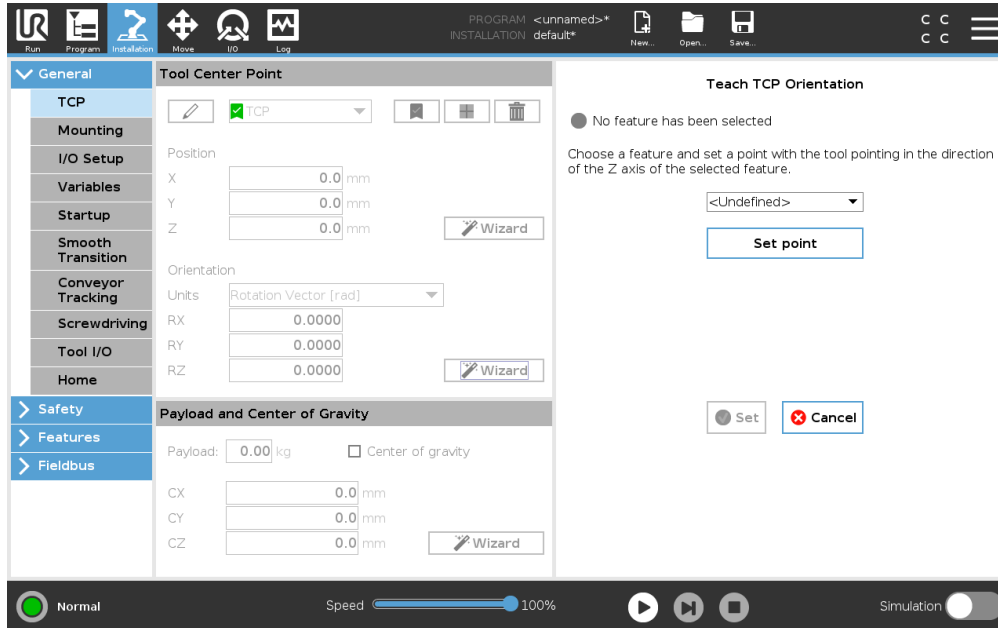 UR
Run
Program
Installation
Move
I/O
Log
PROGRAM <unnamed>*
INSTALLATION default*
New...
Open...
Save...
C C
C C
General
TCP
Mounting
I/O Setup
Variables
Startup
Smooth
Transition
Conveyor
Tracking
Screwdriving
Tool I/O
Home
Safety
Features
Fieldbus
Tool Center Point
TCP
Position
X 0.0 mm
Y 0.0 mm
Z 0.0 mm
Wizard
Orientation
Units Rotation Vector [rad]
RX 0.0000
RY 0.0000
RZ 0.0000
Wizard
Payload and Center of Gravity
Payload: 0.00 kg Center of gravity
CX 0.0 mm
CY 0.0 mm
CZ 0.0 mm
Wizard
Teach TCP Orientation
No feature has been selected
Choose a feature and set a point with the tool pointing in the direction
of the Z axis of the selected feature.
<Undefined>
Set point
Set
Cancel
Normal
Speed 100%
Simulation